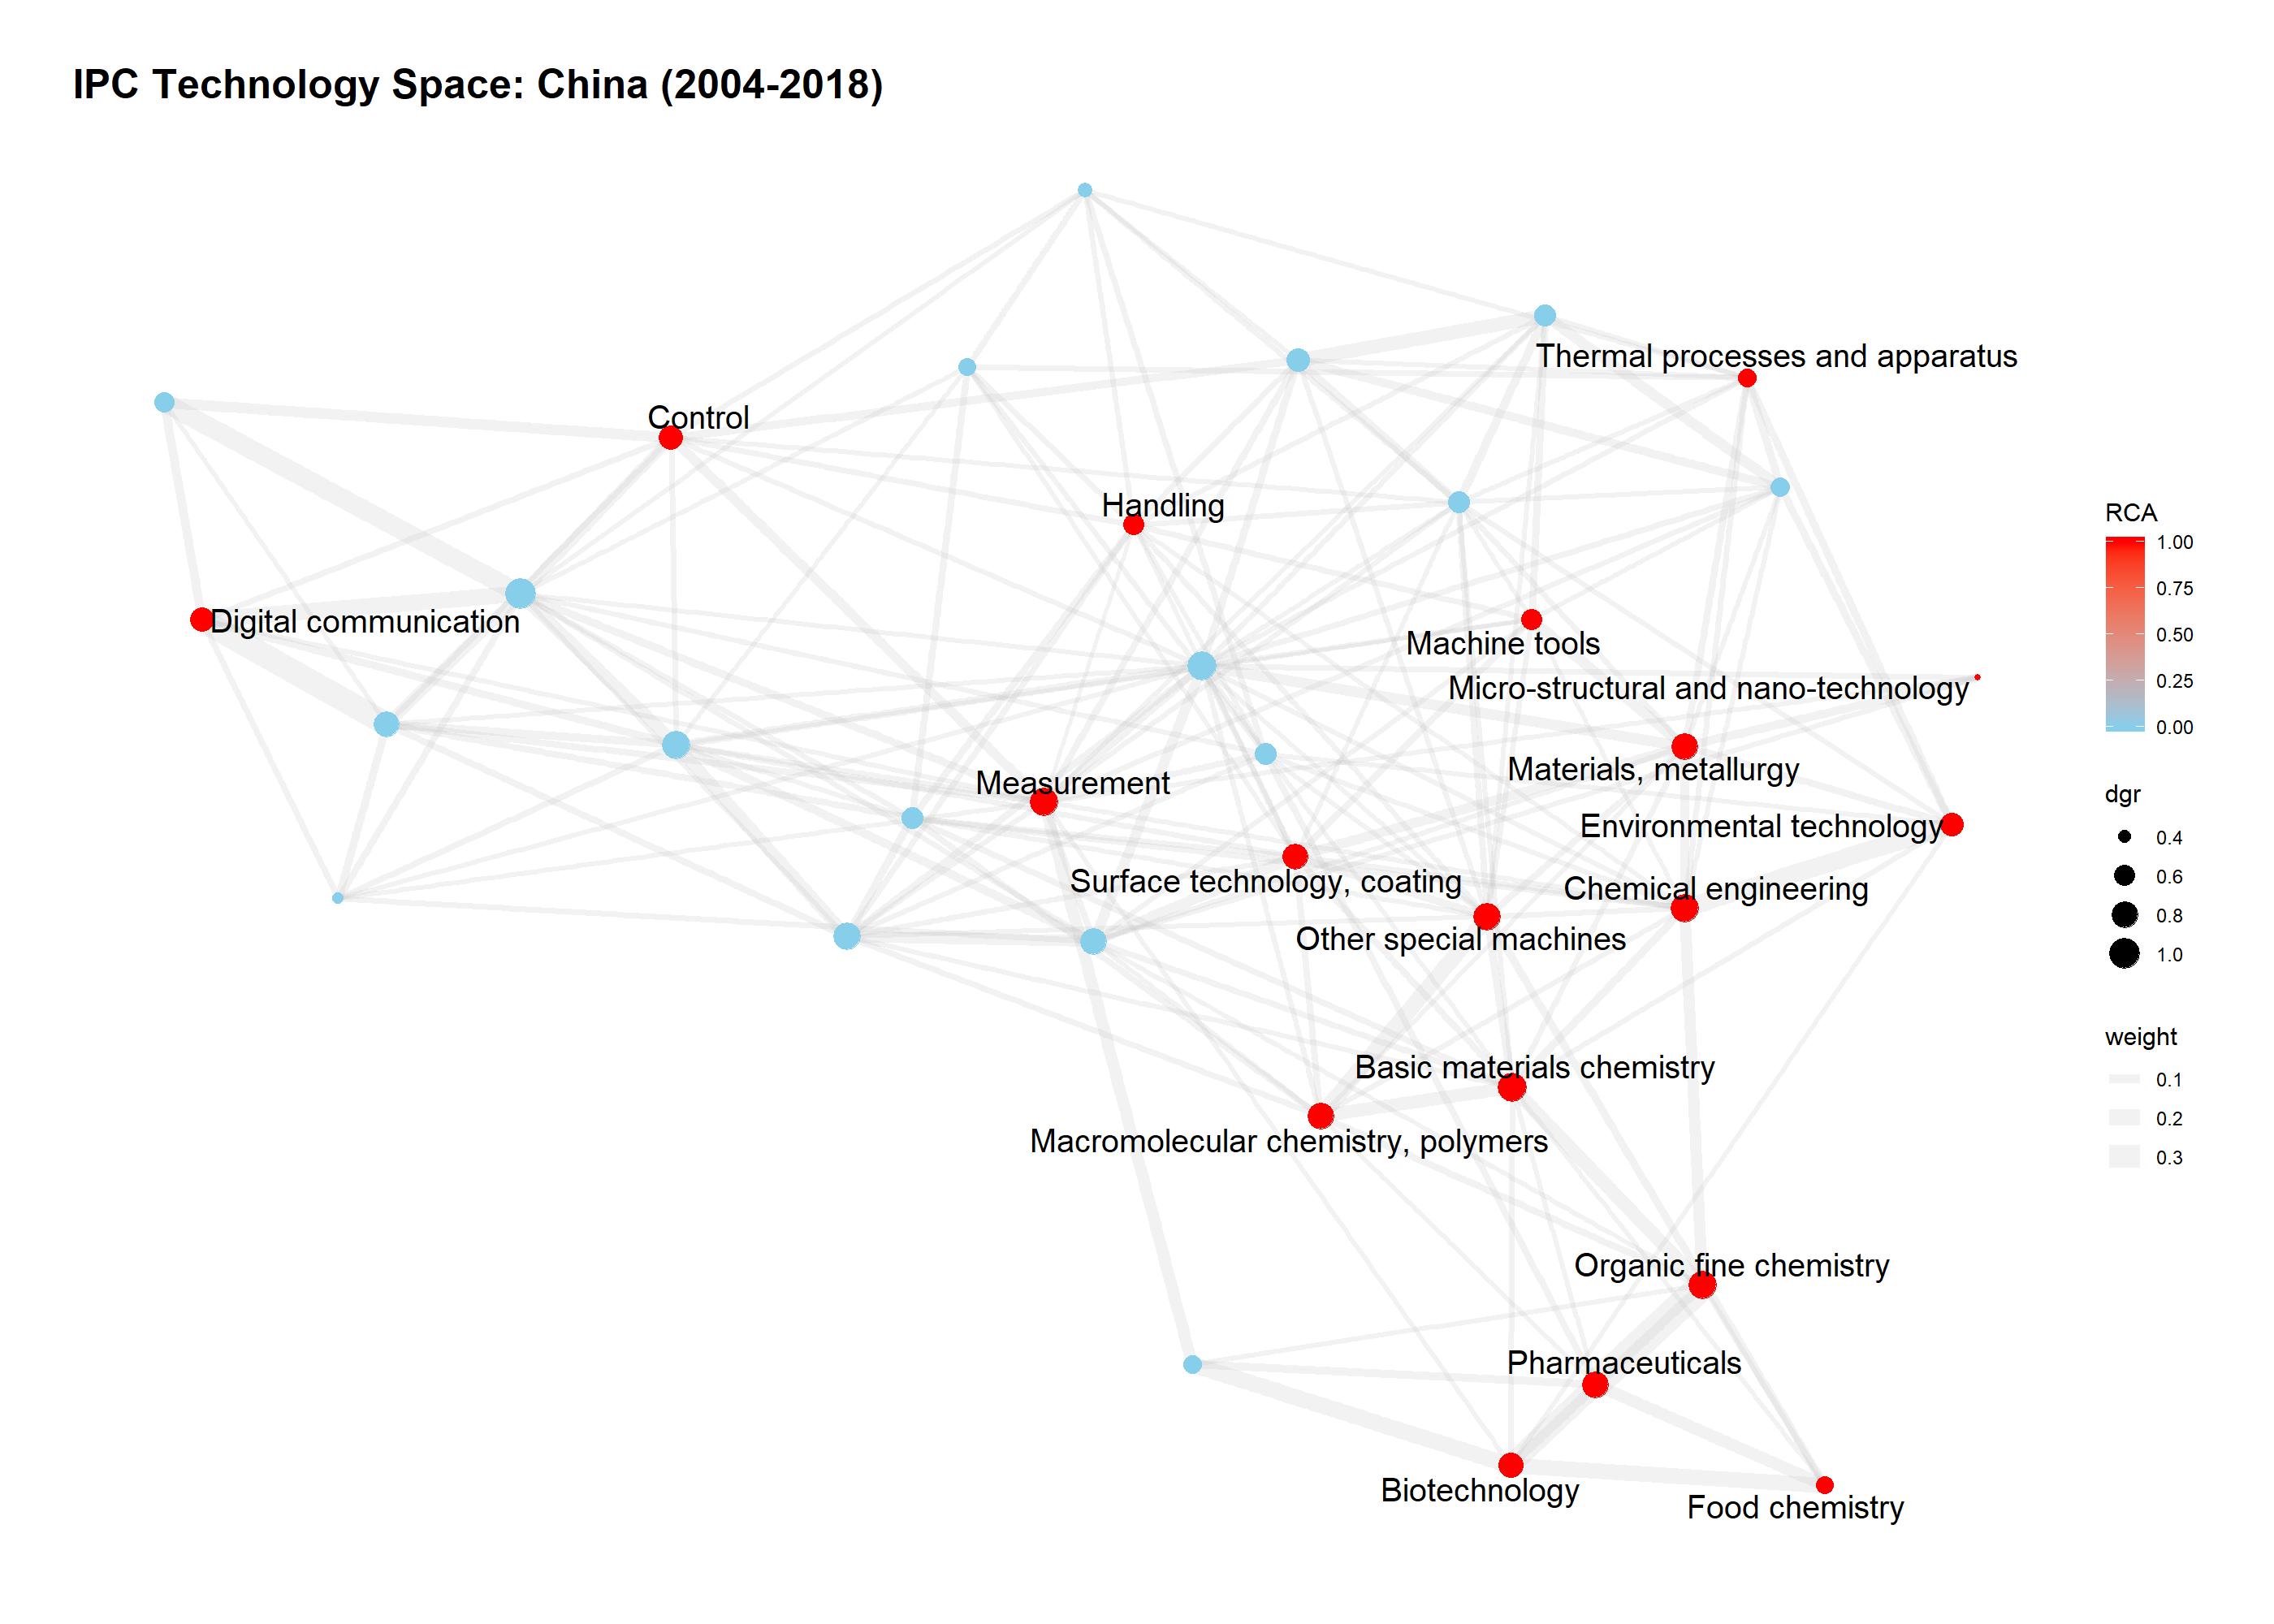 IPC Technology Space: China (2004-2018)
Thermal processes and apparatus
Control
Handling
Digital communication
Machine tools
Micro-structural and nano-technology
Materials, metallurgy
Measurement
Environmental technology
Surface technology, coating
Chemical engineering
Other special machines
Basic materials chemistry
Macromolecular chemistry, polymers
Organic fine chemistry
Pharmaceuticals
Biotechnology
Food chemistry
RCA
1.00
0.75
0.50
0.25
0.00
dgr
0.4
0.6
0.8
1.0
weight
0.1
0.2
0.3